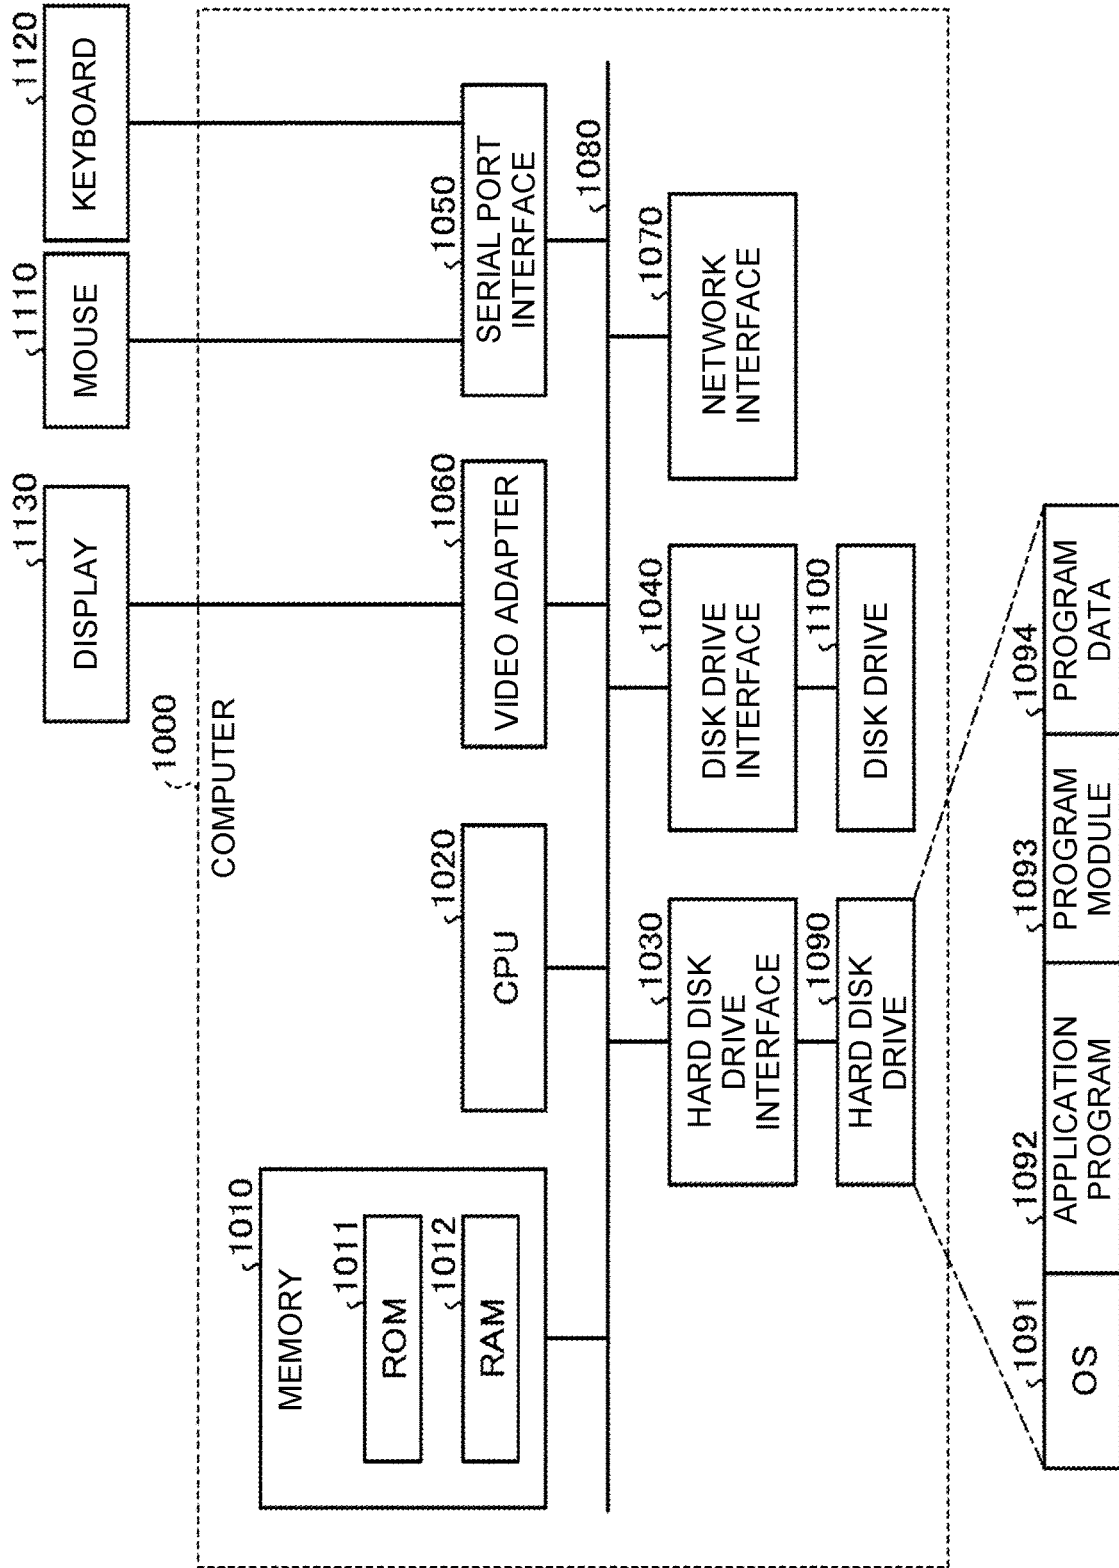 1130
DISPLAY
1110
MOUSE
1120
KEYBOARD
1000
COMPUTER
1010
MEMORY
1011
ROM
1012
RAM
1020
CPU
1060
VIDEO ADAPTER
1050
SERIAL PORT
INTERFACE
1080
1030
HARD DISK
DRIVE
INTERFACE
1040
DISK DRIVE
INTERFACE
1070
NETWORK
INTERFACE
1090
HARD DISK
DRIVE
1100
DISK DRIVE
1091
OS
1092
APPLICATION
PROGRAM
1093
PROGRAM
MODULE
1094
PROGRAM
DATA